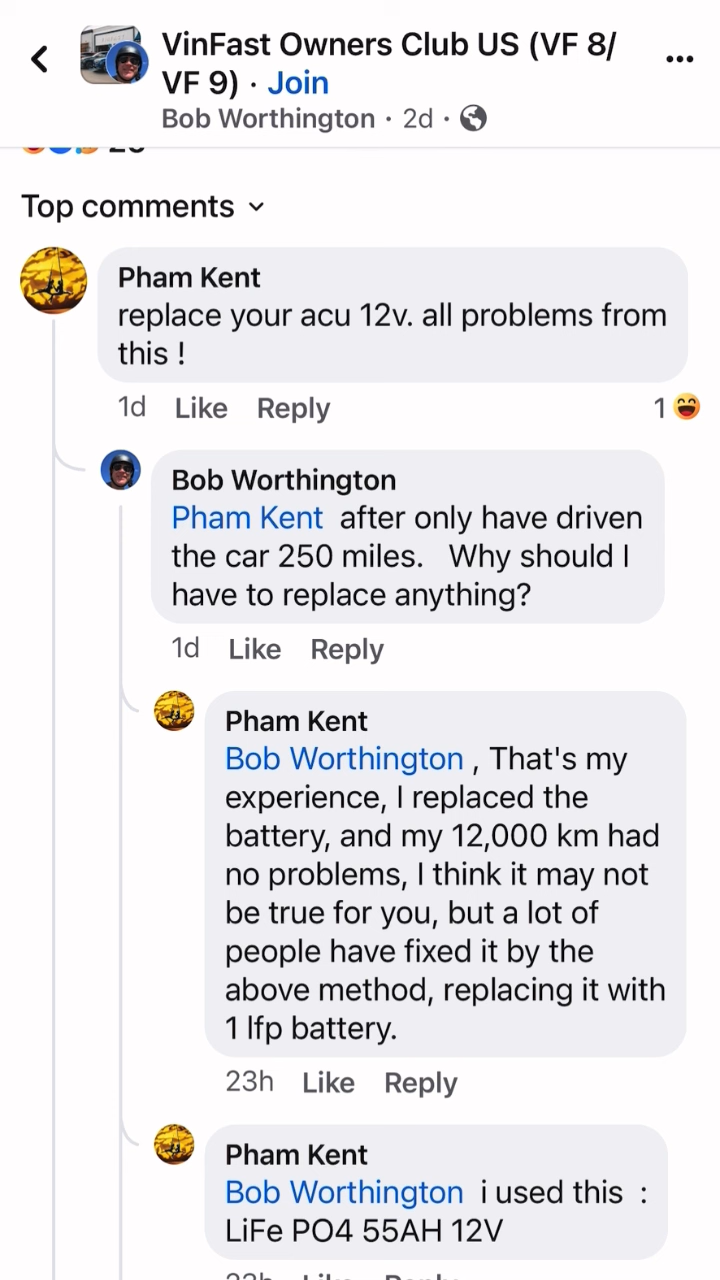 VinFast Owners Club US (VF 8/
VF 9) · Join
Bob Worthington · 2d ·
Top comments
Pham Kent
replace your acu 12v. all problems from
this !
1d Like Reply 1
Bob Worthington
Pham Kent after only have driven
the car 250 miles. Why should I
have to replace anything?
1d Like Reply
Pham Kent
Bob Worthington , That's my
experience, I replaced the
battery, and my 12,000 km had
no problems, I think it may not
be true for you, but a lot of
people have fixed it by the
above method, replacing it with
1 lfp battery.
23h Like Reply
Pham Kent
Bob Worthington i used this :
LiFe PO4 55AH 12V